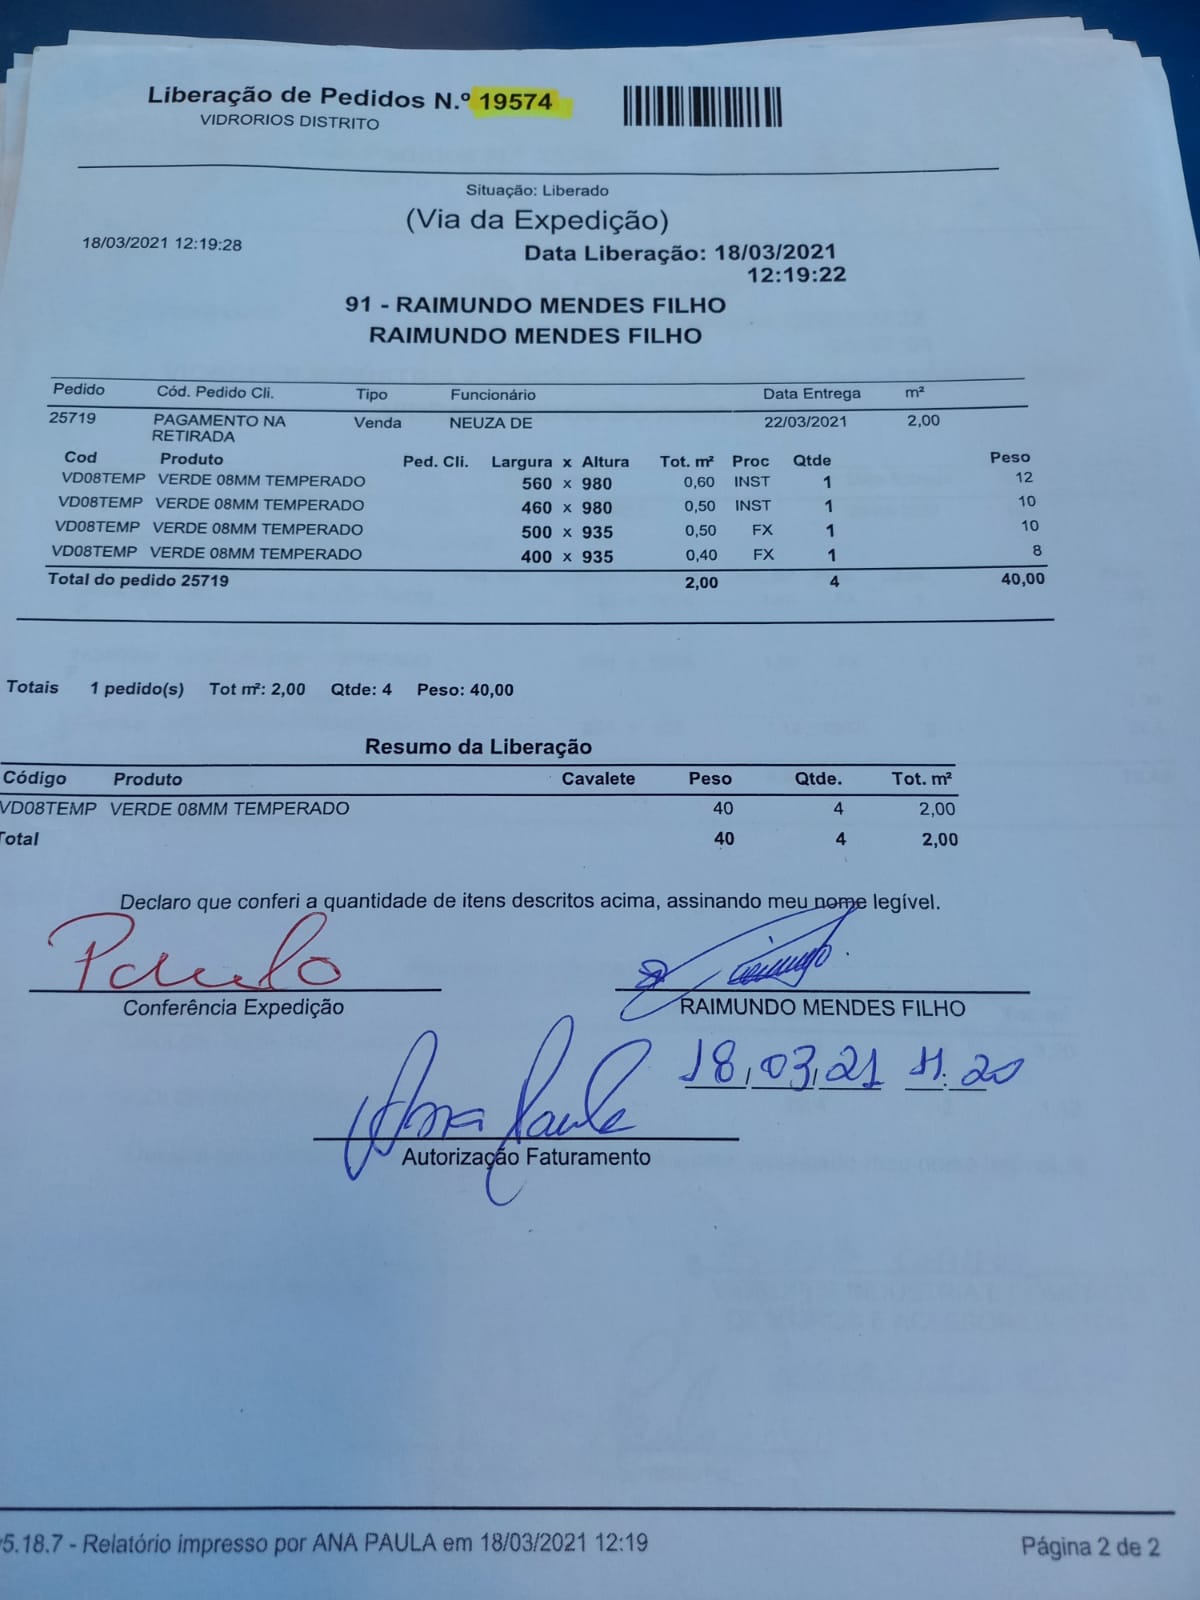 Liberação de Pedidos N.º 19574
VIDRORIOS DISTRITO
Situação: Liberado
(Via da Expedição)
18/03/2021 12:19:28
Data Liberação: 18/03/2021
12:19:22
91 - RAIMUNDO MENDES FILHO
RAIMUNDO MENDES FILHO
Pedido Cód. Pedido Cli. Tipo Funcionário Data Entrega m²
25719 PAGAMENTO NA RETIRADA Venda NEUZA DE 22/03/2021 2,00
Cod Produto Ped. Cli. Largura x Altura Tot. m² Proc Qtde Peso
VD08TEMP VERDE 08MM TEMPERADO 560 x 980 0,60 INST 1 12
VD08TEMP VERDE 08MM TEMPERADO 460 x 980 0,50 INST 1 10
VD08TEMP VERDE 08MM TEMPERADO 500 x 935 0,50 FX 1 10
VD08TEMP VERDE 08MM TEMPERADO 400 x 935 0,40 FX 1 8
Total do pedido 25719 2,00 4 40,00
Totais 1 pedido(s) Tot m²: 2,00 Qtde: 4 Peso: 40,00
Resumo da Liberação
Código Produto Cavalete Peso Qtde. Tot. m²
VD08TEMP VERDE 08MM TEMPERADO 40 4 2,00
Total 40 4 2,00
Declaro que conferi a quantidade de itens descritos acima, assinando meu nome legível.
Paulo
Conferência Expedição
RAIMUNDO MENDES FILHO
18,03,21 11:20
Ana Paula
Autorização Faturamento
5.18.7 - Relatório impresso por ANA PAULA em 18/03/2021 12:19
Página 2 de 2